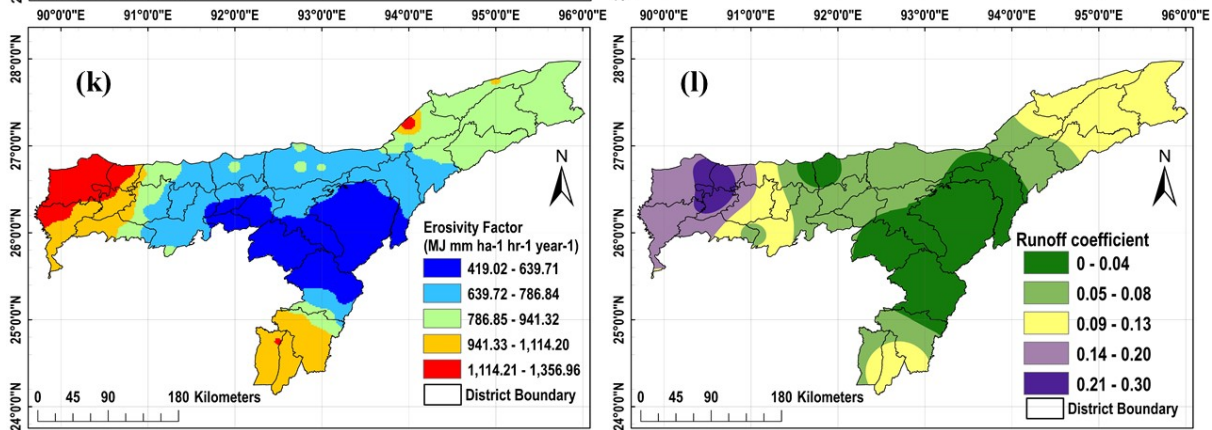 90°0'0"E 91°0'0"E 92°0'0"E 93°0'0"E 94°0'0"E 95°0'0"E 96°0'0"E
28°0'0"N
27°0'0"N
26°0'0"N
25°0'0"N
24°0'0"N
(k)
N
Erosivity Factor
(MJ mm ha-1 hr-1 year-1)
419.02 - 639.71
639.72 - 786.84
786.85 - 941.32
941.33 - 1,114.20
1,114.21 - 1,356.96
District Boundary
0 45 90 180 Kilometers
90°0'0"E 91°0'0"E 92°0'0"E 93°0'0"E 94°0'0"E 95°0'0"E 96°0'0"E
28°0'0"N
27°0'0"N
26°0'0"N
25°0'0"N
24°0'0"N
(l)
N
Runoff coefficient
0 - 0.04
0.05 - 0.08
0.09 - 0.13
0.14 - 0.20
0.21 - 0.30
District Boundary
0 45 90 180 Kilometers